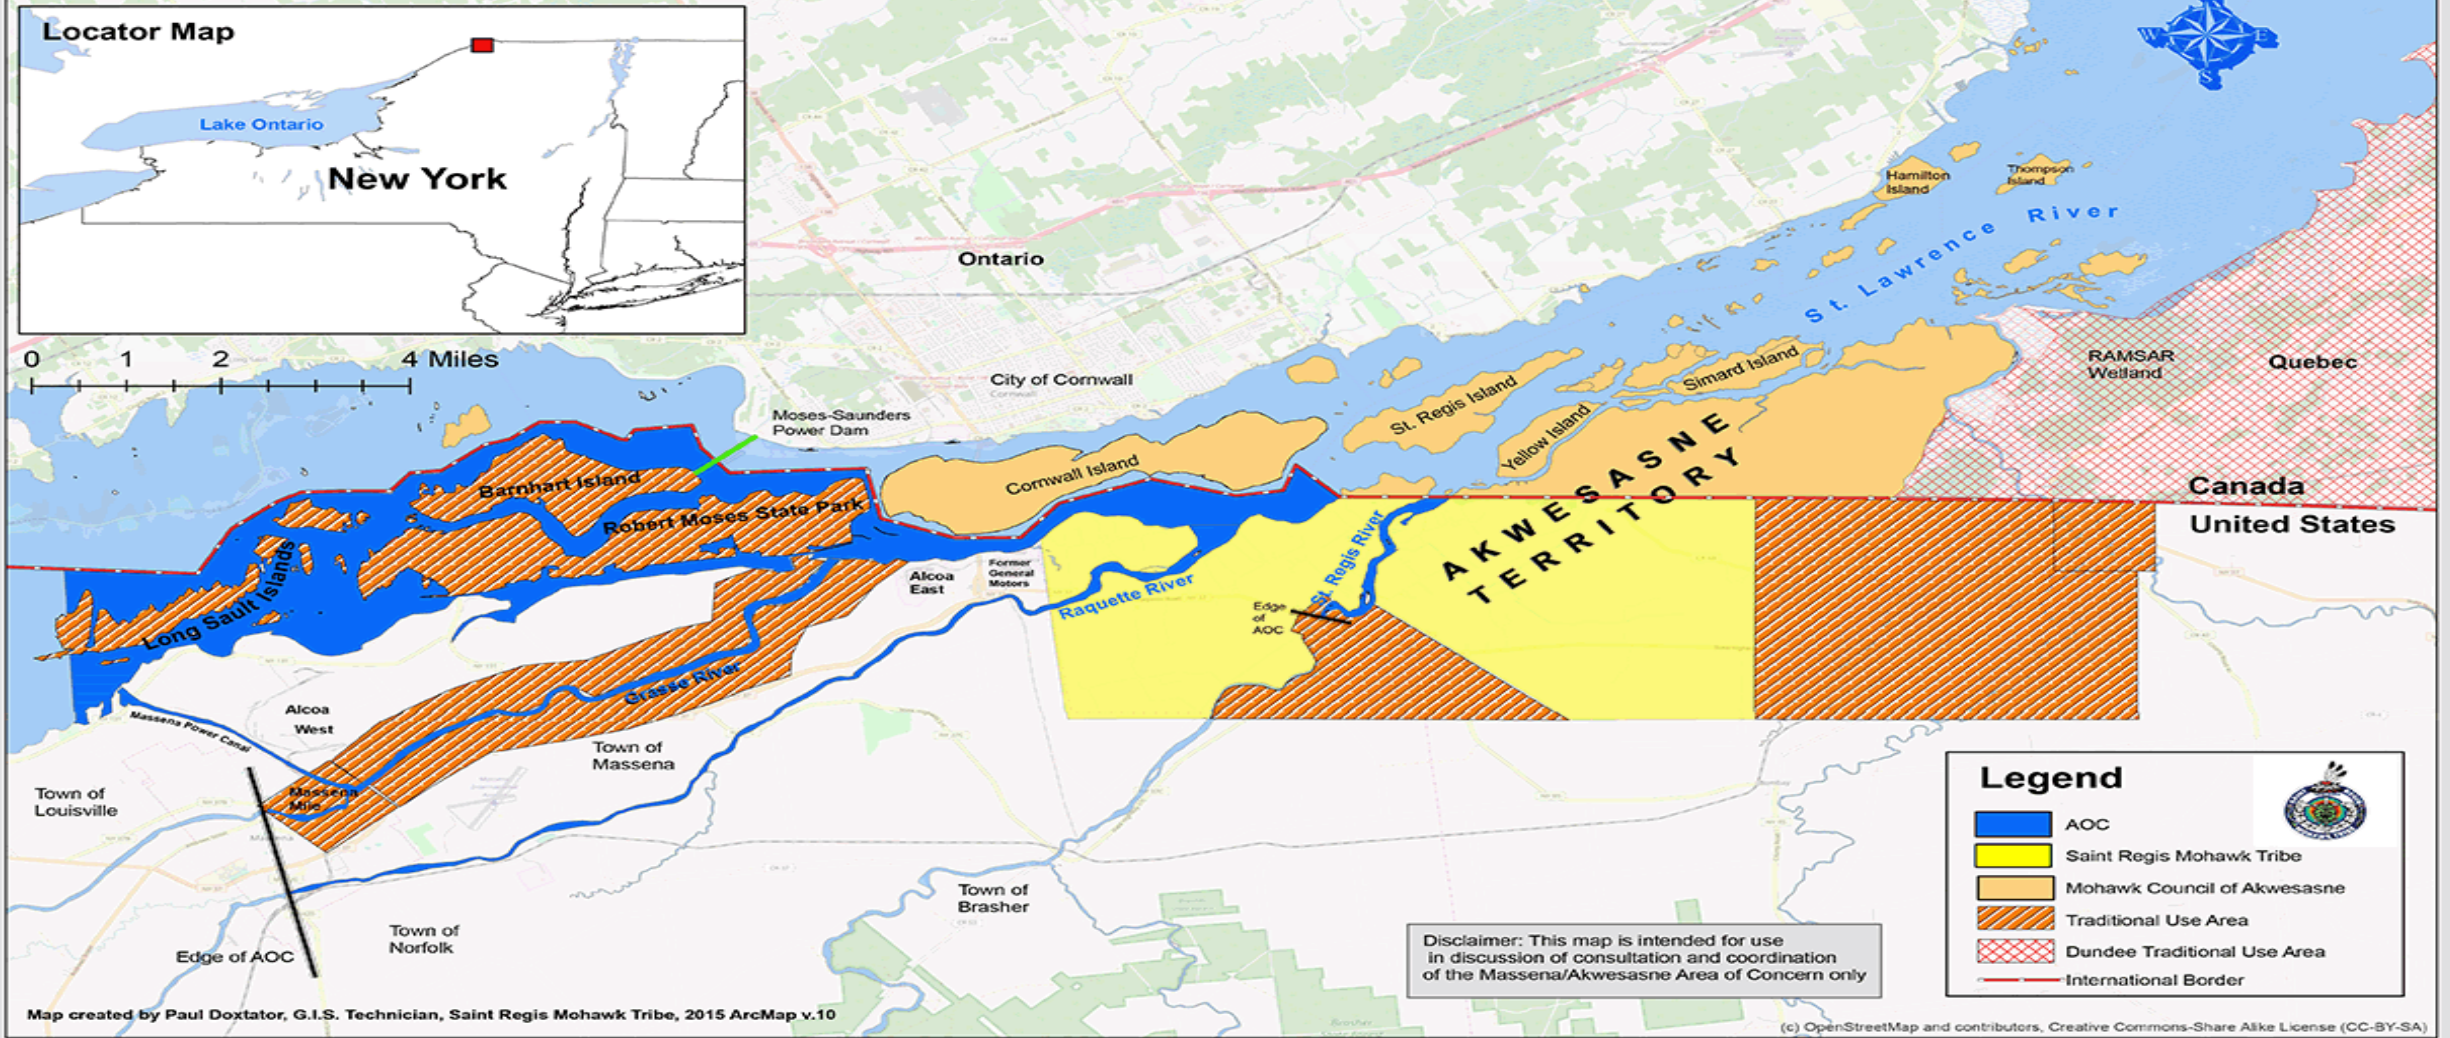 Locator Map
Lake Ontario
New York
0 1 2 4 Miles
W E
S
Ontario
Hamilton
Island
Thompson
Island
St. Lawrence River
City of Cornwall
Cornwall
Moses-Saunders
Power Dam
RAMSAR
Wetland
Quebec
Simard Island
St. Regis Island
Yellow Island
Cornwall Island
Barnhart Island
Robert Moses State Park
Long Sault Islands
AKWESASNE
TERRITORY
Canada
United States
St. Regis River
Raquette River
Edge
of
AOC
Alcoa
East
Former
General
Motors
Grasse River
Massena Power Canal
Alcoa
West
Massena
Mile
Town of
Massena
Town of
Louisville
Town of
Norfolk
Town of
Brasher
Edge of AOC
Legend
AOC
Saint Regis Mohawk Tribe
Mohawk Council of Akwesasne
Traditional Use Area
Dundee Traditional Use Area
International Border
Disclaimer: This map is intended for use
in discussion of consultation and coordination
of the Massena/Akwesasne Area of Concern only
Map created by Paul Doxtator, G.I.S. Technician, Saint Regis Mohawk Tribe, 2015 ArcMap v.10
(c) OpenStreetMap and contributors, Creative Commons-Share Alike License (CC-BY-SA)